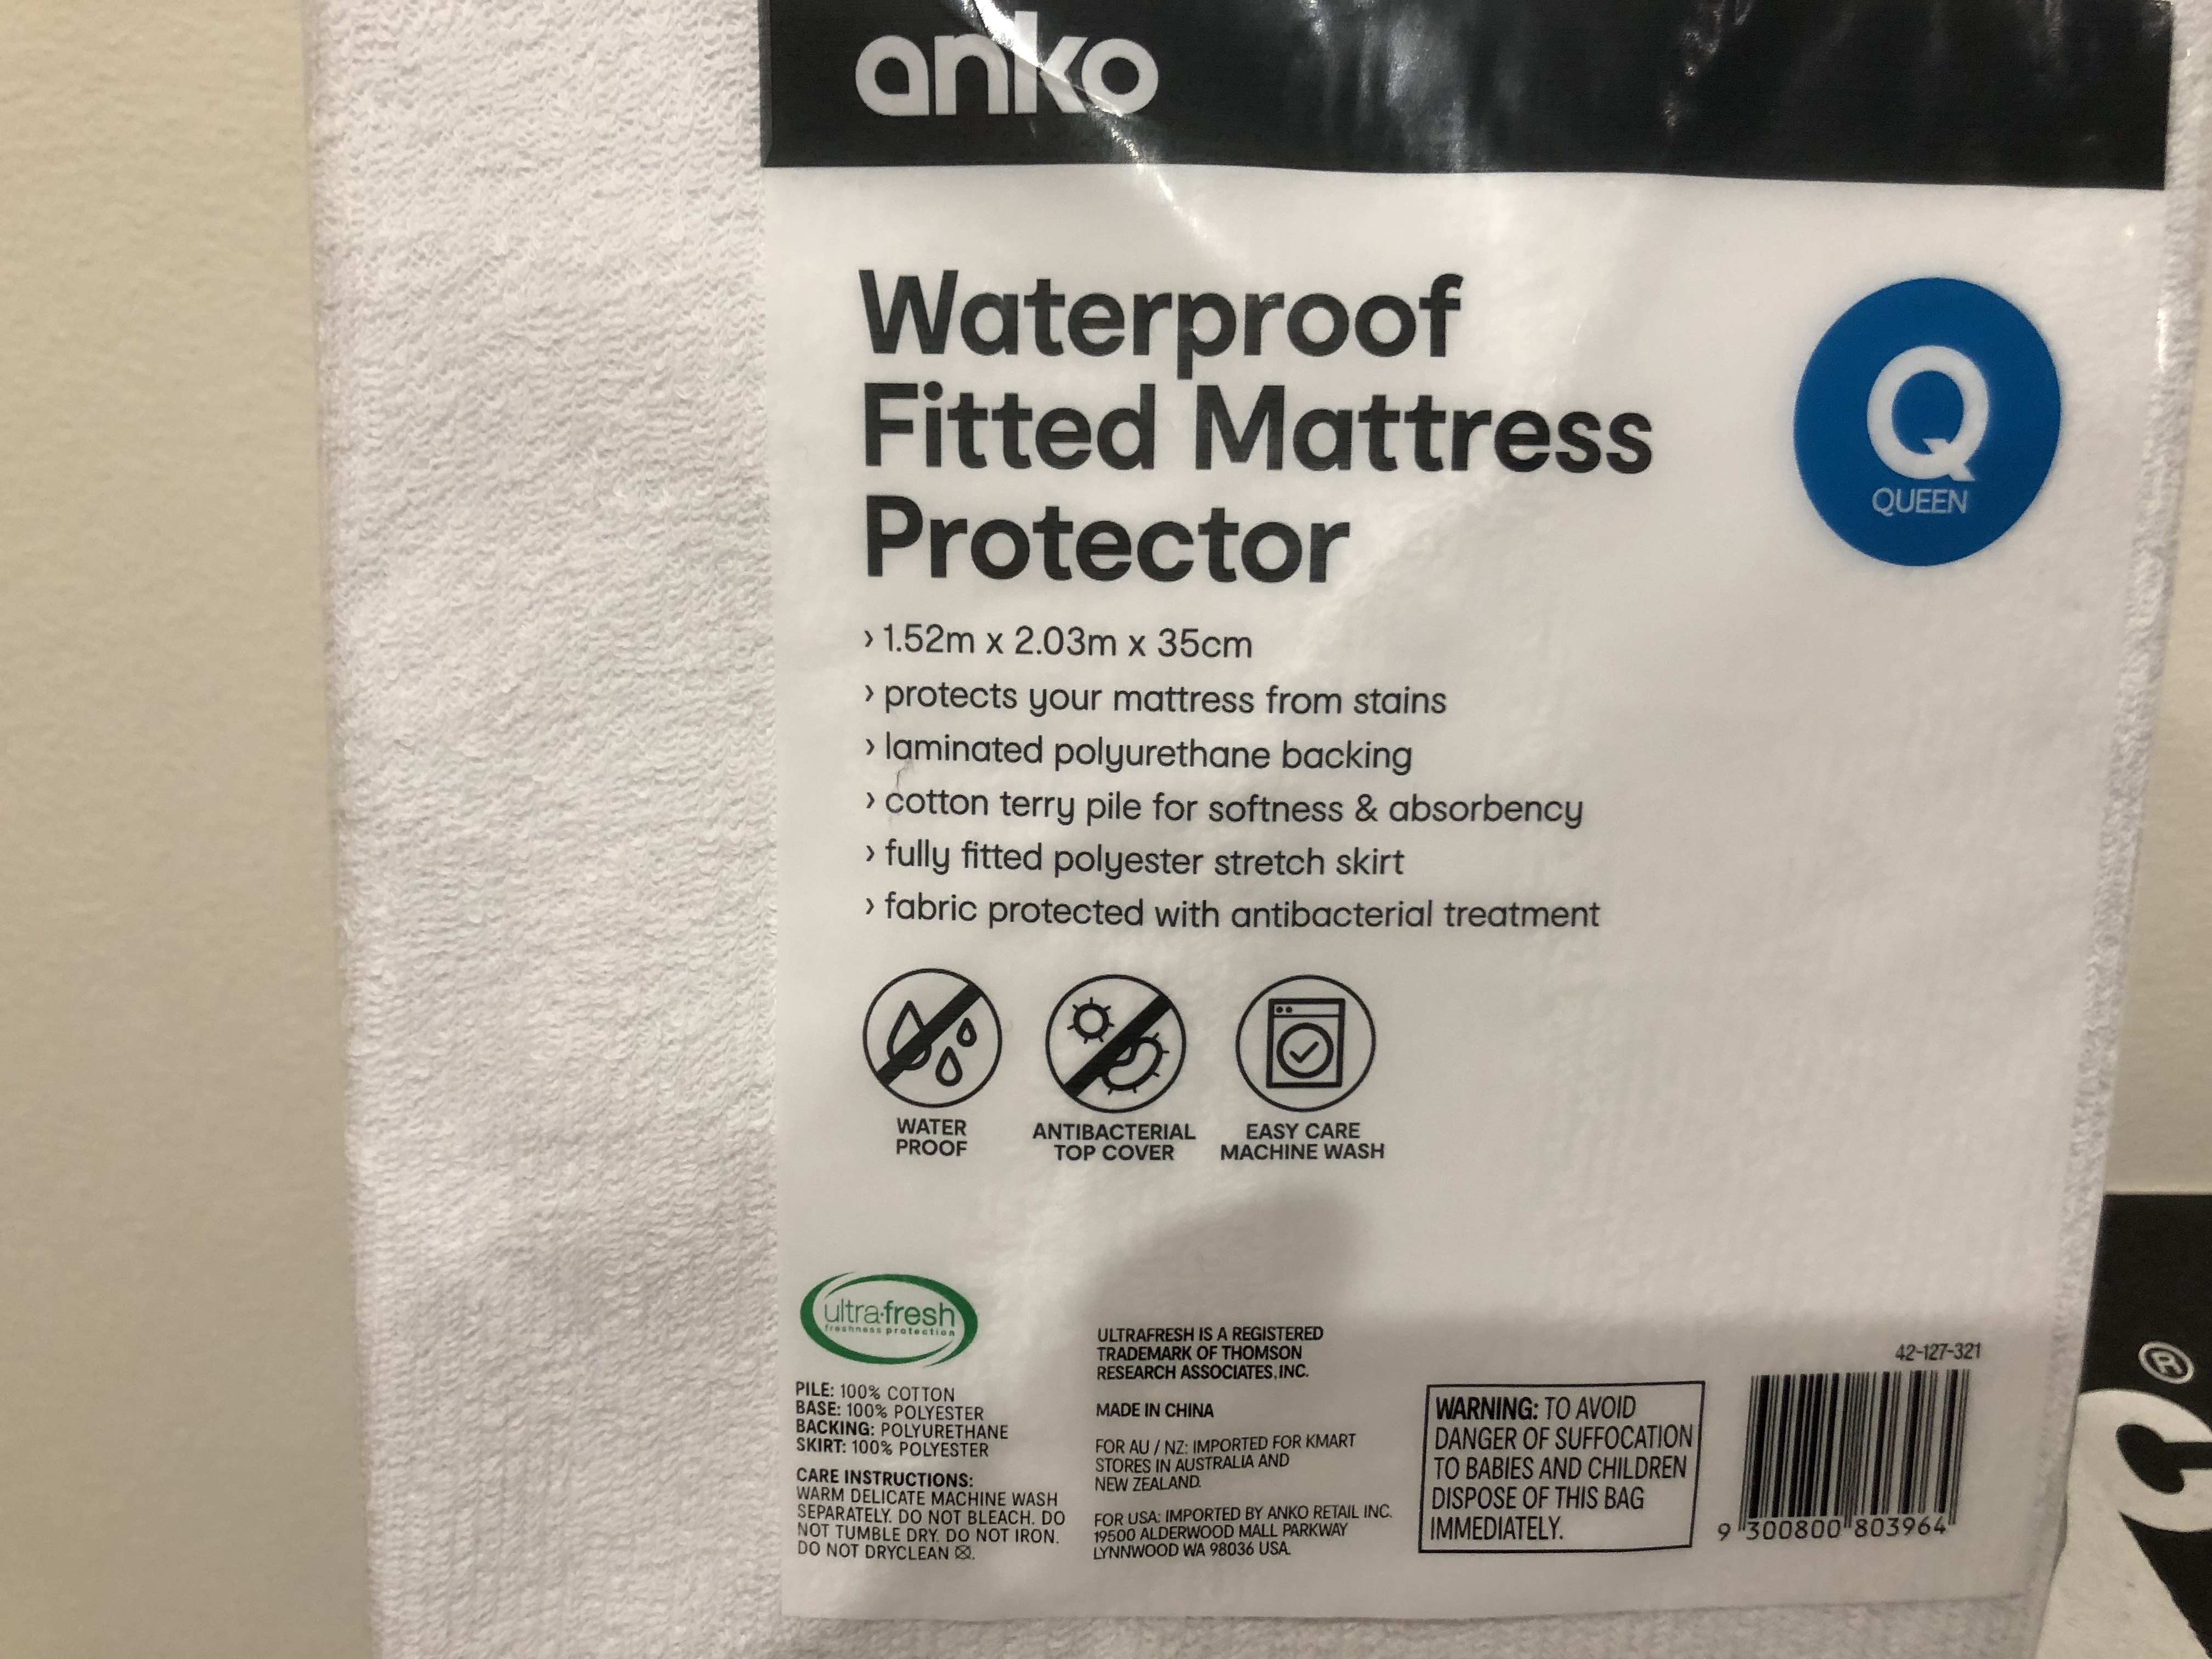 anko
Waterproof
Fitted Mattress
Protector
Q
QUEEN
› 1.52m x 2.03m x 35cm
› protects your mattress from stains
› laminated polyurethane backing
› cotton terry pile for softness & absorbency
› fully fitted polyester stretch skirt
› fabric protected with antibacterial treatment
WATER
PROOF
ANTIBACTERIAL
TOP COVER
EASY CARE
MACHINE WASH
ultra-fresh
freshness protection
PILE: 100% COTTON
BASE: 100% POLYESTER
BACKING: POLYURETHANE
SKIRT: 100% POLYESTER
CARE INSTRUCTIONS:
WARM DELICATE MACHINE WASH
SEPARATELY. DO NOT BLEACH. DO
NOT TUMBLE DRY. DO NOT IRON.
DO NOT DRYCLEAN
ULTRAFRESH IS A REGISTERED
TRADEMARK OF THOMSON
RESEARCH ASSOCIATES, INC.
MADE IN CHINA
FOR AU / NZ: IMPORTED FOR KMART
STORES IN AUSTRALIA AND
NEW ZEALAND.
FOR USA: IMPORTED BY ANKO RETAIL INC.
19500 ALDERWOOD MALL PARKWAY
LYNNWOOD WA 98036 USA.
WARNING: TO AVOID
DANGER OF SUFFOCATION
TO BABIES AND CHILDREN
DISPOSE OF THIS BAG
IMMEDIATELY.
42-127-321
9 300800 803964
®